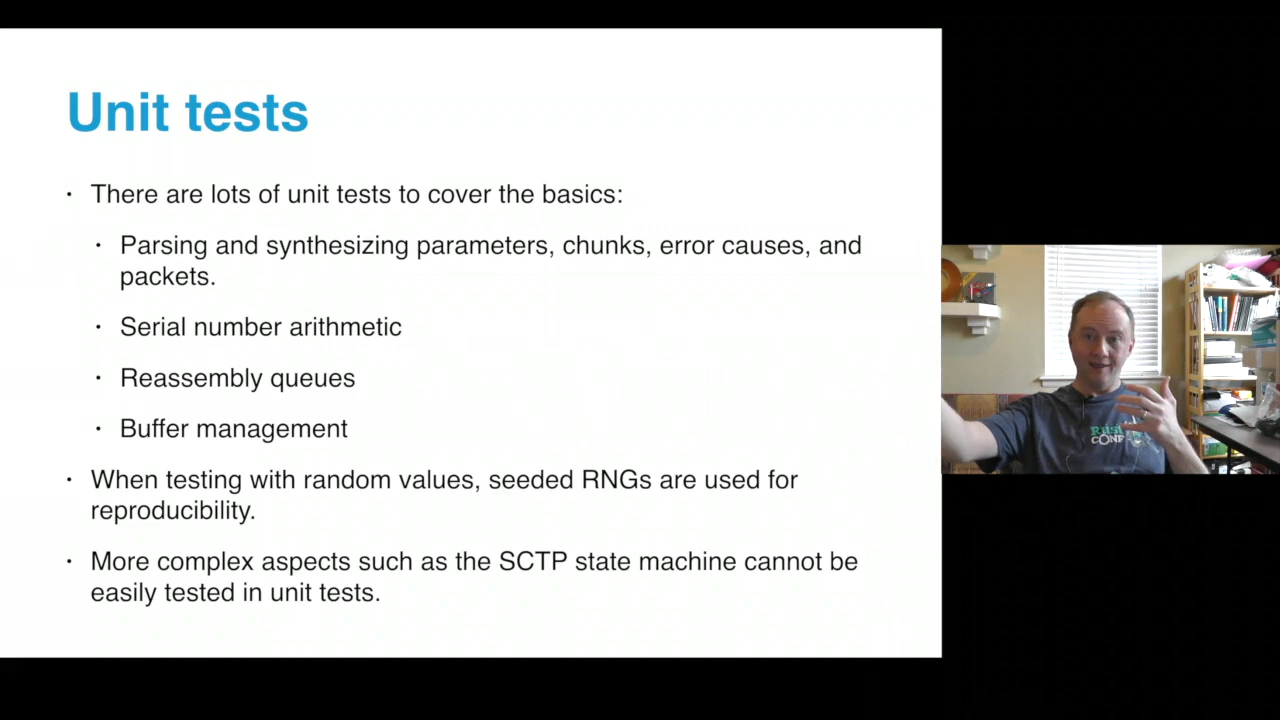 Unit tests
• There are lots of unit tests to cover the basics:
• Parsing and synthesizing parameters, chunks, error causes, and
packets.
• Serial number arithmetic
• Reassembly queues
• Buffer management
• When testing with random values, seeded RNGs are used for
reproducibility.
• More complex aspects such as the SCTP state machine cannot be
easily tested in unit tests.
CONF